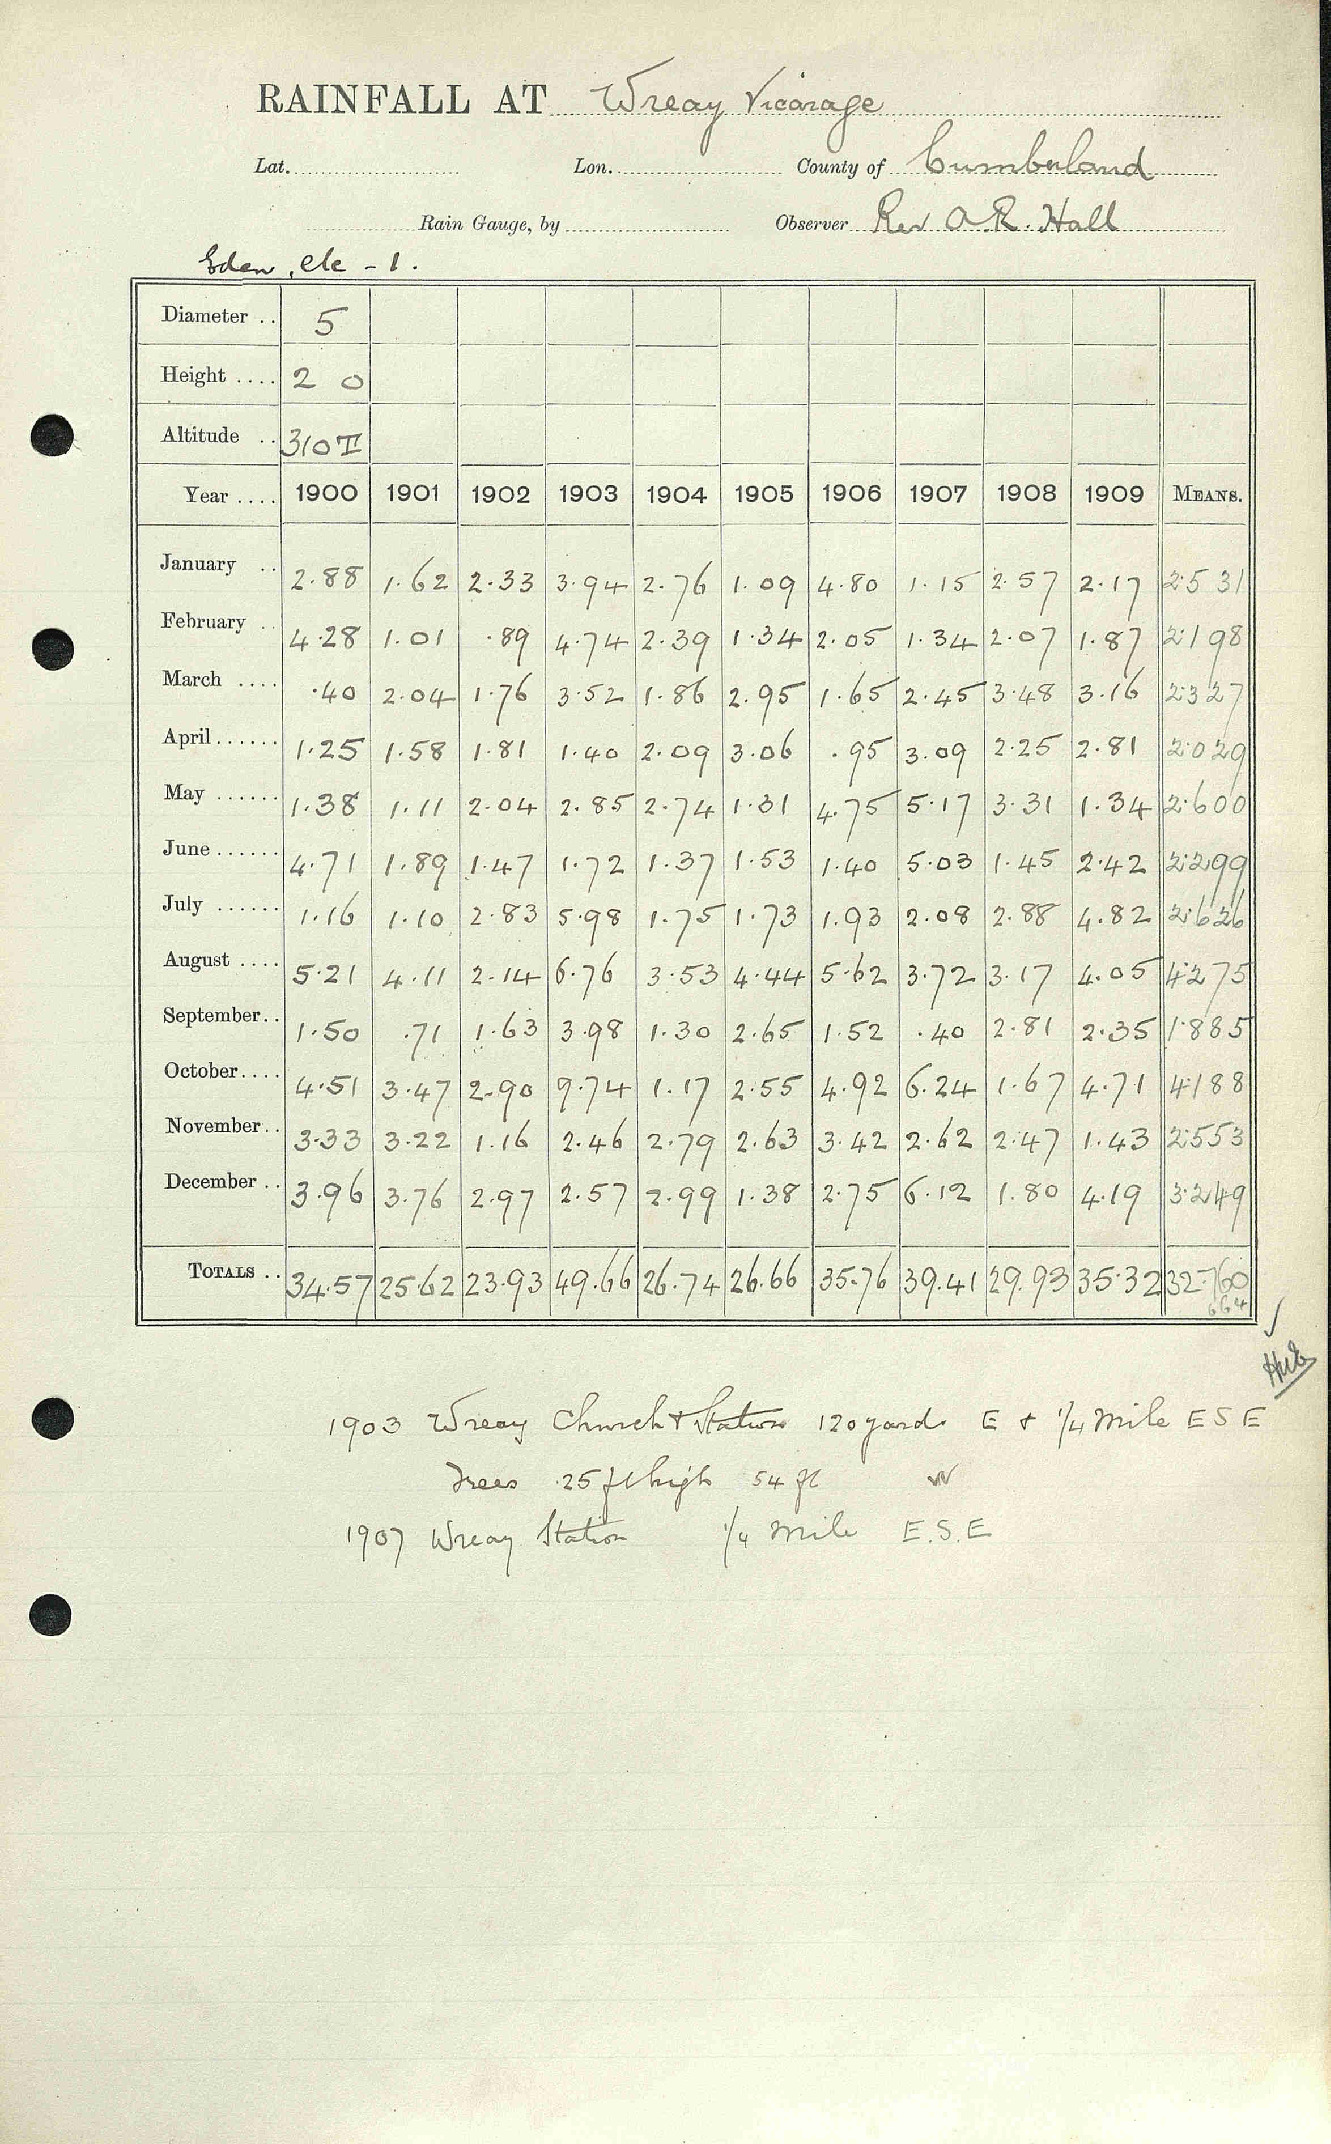 RAINFALL AT Wreay Vicarage
Lat. Lon. County of Cumberland
Rain Gauge, by Observer Rev A.R. Hall
Eden, etc - 1.
Diameter .. 5
Height .... 2 0
Altitude .. 310 T
Year .... 1900 1901 1902 1903 1904 1905 1906 1907 1908 1909 MEANS.
January .. 2.88 1.62 2.33 3.94 2.76 1.09 4.80 1.15 2.57 2.17 2.531
February .. 4.28 1.01 .89 4.74 2.39 1.34 2.05 1.34 2.07 1.87 2.198
March .... .40 2.04 1.76 3.52 1.86 2.95 1.65 2.45 3.48 3.16 2.327
April...... 1.25 1.58 1.81 1.40 2.09 3.06 .95 3.09 2.25 2.81 2.029
May ...... 1.38 1.11 2.04 2.85 2.74 1.31 4.75 5.17 3.31 1.34 2.600
June...... 4.71 1.89 1.47 1.72 1.37 1.53 1.40 5.03 1.45 2.42 2.299
July ...... 1.16 1.10 2.83 5.98 1.75 1.73 1.93 2.08 2.88 4.82 2.626
August .... 5.21 4.11 2.14 6.76 3.53 4.44 5.62 3.72 3.17 4.05 4.275
September.. 1.50 .71 1.63 3.98 1.30 2.65 1.52 .40 2.81 2.35 1.885
October.... 4.51 3.47 2.90 9.74 1.17 2.55 4.92 6.24 1.67 4.71 4.188
November.. 3.33 3.22 1.16 2.46 2.79 2.63 3.42 2.62 2.47 1.43 2.553
December .. 3.96 3.76 2.97 2.57 2.99 1.38 2.75 6.12 1.80 4.19 3.249
TOTALS .. 34.57 25.62 23.93 49.66 26.74 26.66 35.76 39.41 29.93 35.32 32.760
664
1903 Wreay Church & Station 120 yards E & 1/4 mile E S E
Trees 25 ft high 54 ft W
1907 Wreay Station 1/4 mile E.S.E